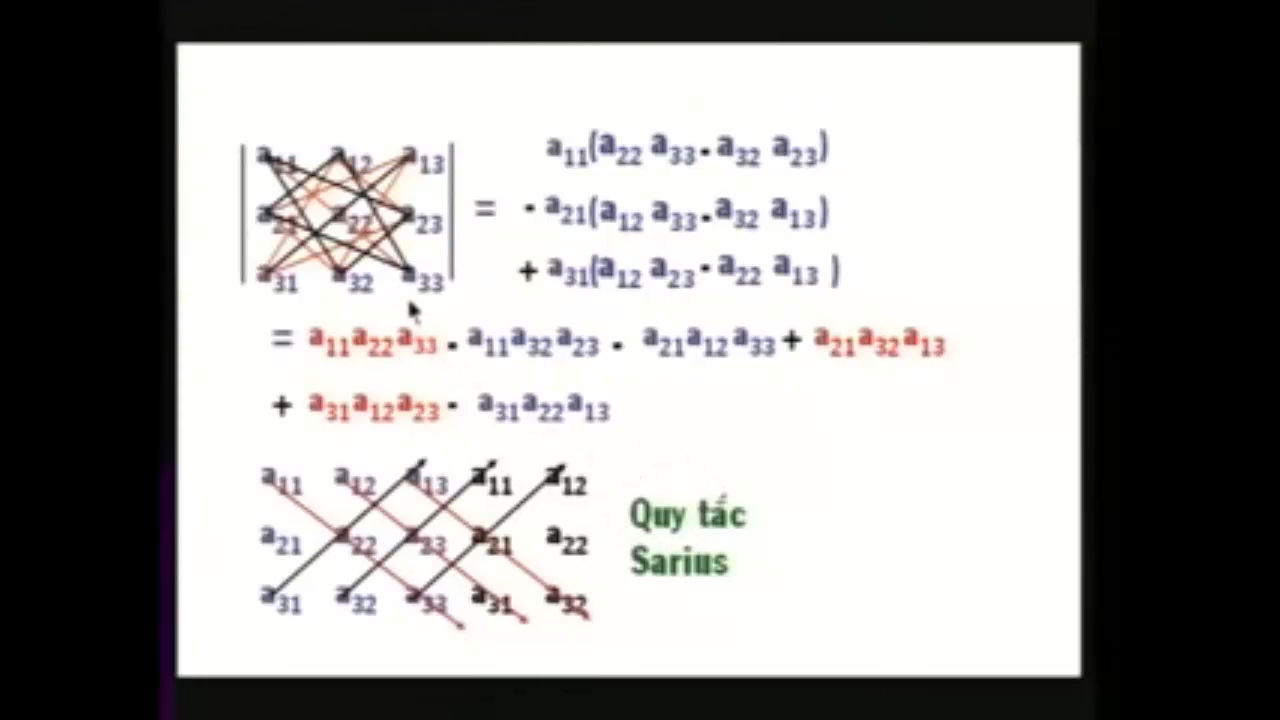 a11 a12 a13 = a11(a22 a33 - a32 a23)
a21 a22 a23 - a21(a12 a33 - a32 a13)
a31 a32 a33 + a31(a12 a23 - a22 a13 )
= a11a22a33 - a11a32a23 - a21a12a33 + a21a32a13
+ a31a12a23 - a31a22a13
a11 a12 a13 a11 a12
a21 a22 a23 a21 a22
a31 a32 a33 a31 a32
Quy tắc
Sarius